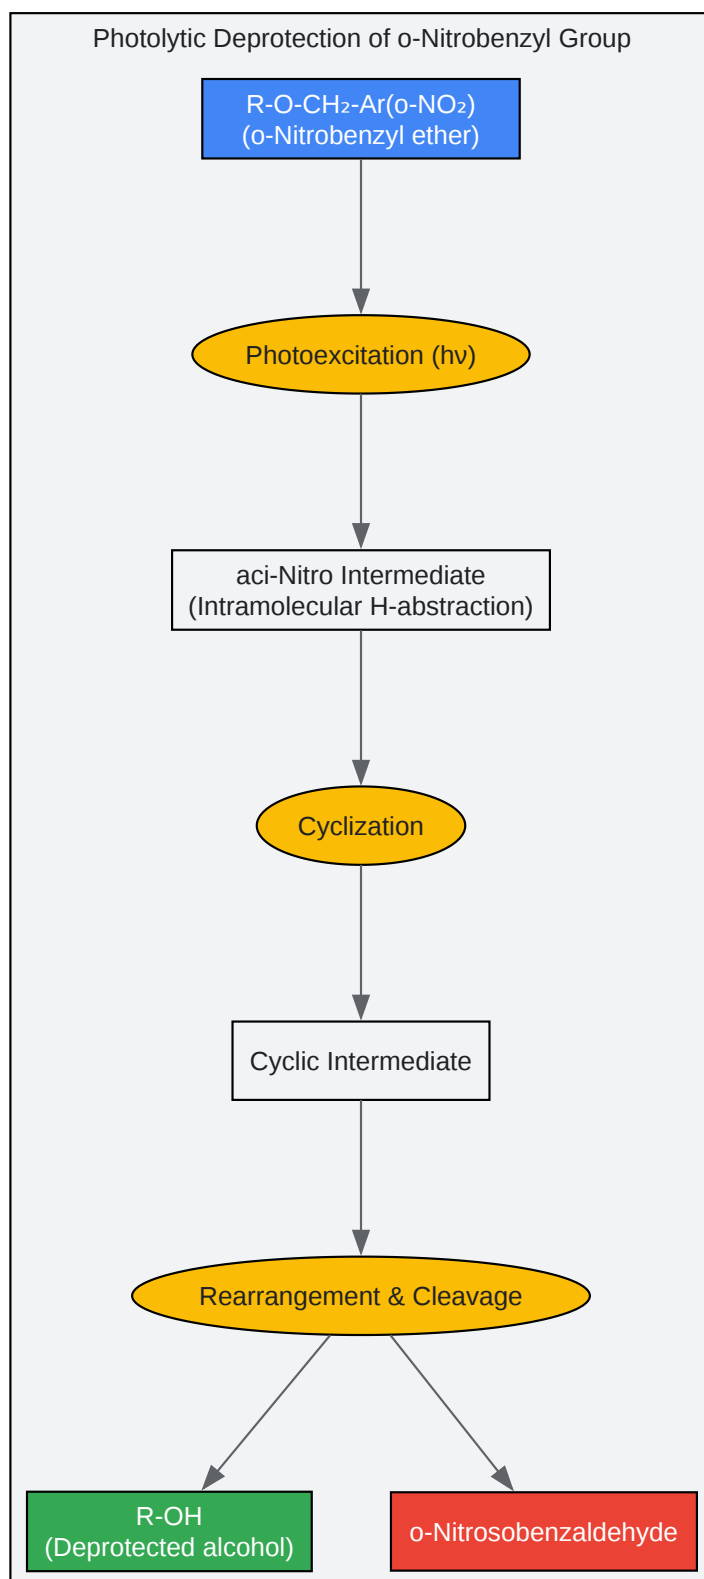 Photolytic Deprotection of o-Nitrobenzyl Group
R-O-CH₂-Ar(o-NO₂)
(o-Nitrobenzyl ether)
Photoexcitation (hν)
aci-Nitro Intermediate
(Intramolecular H-abstraction)
Cyclization
Cyclic Intermediate
Rearrangement & Cleavage
R-OH
(Deprotected alcohol)
o-Nitrosobenzaldehyde